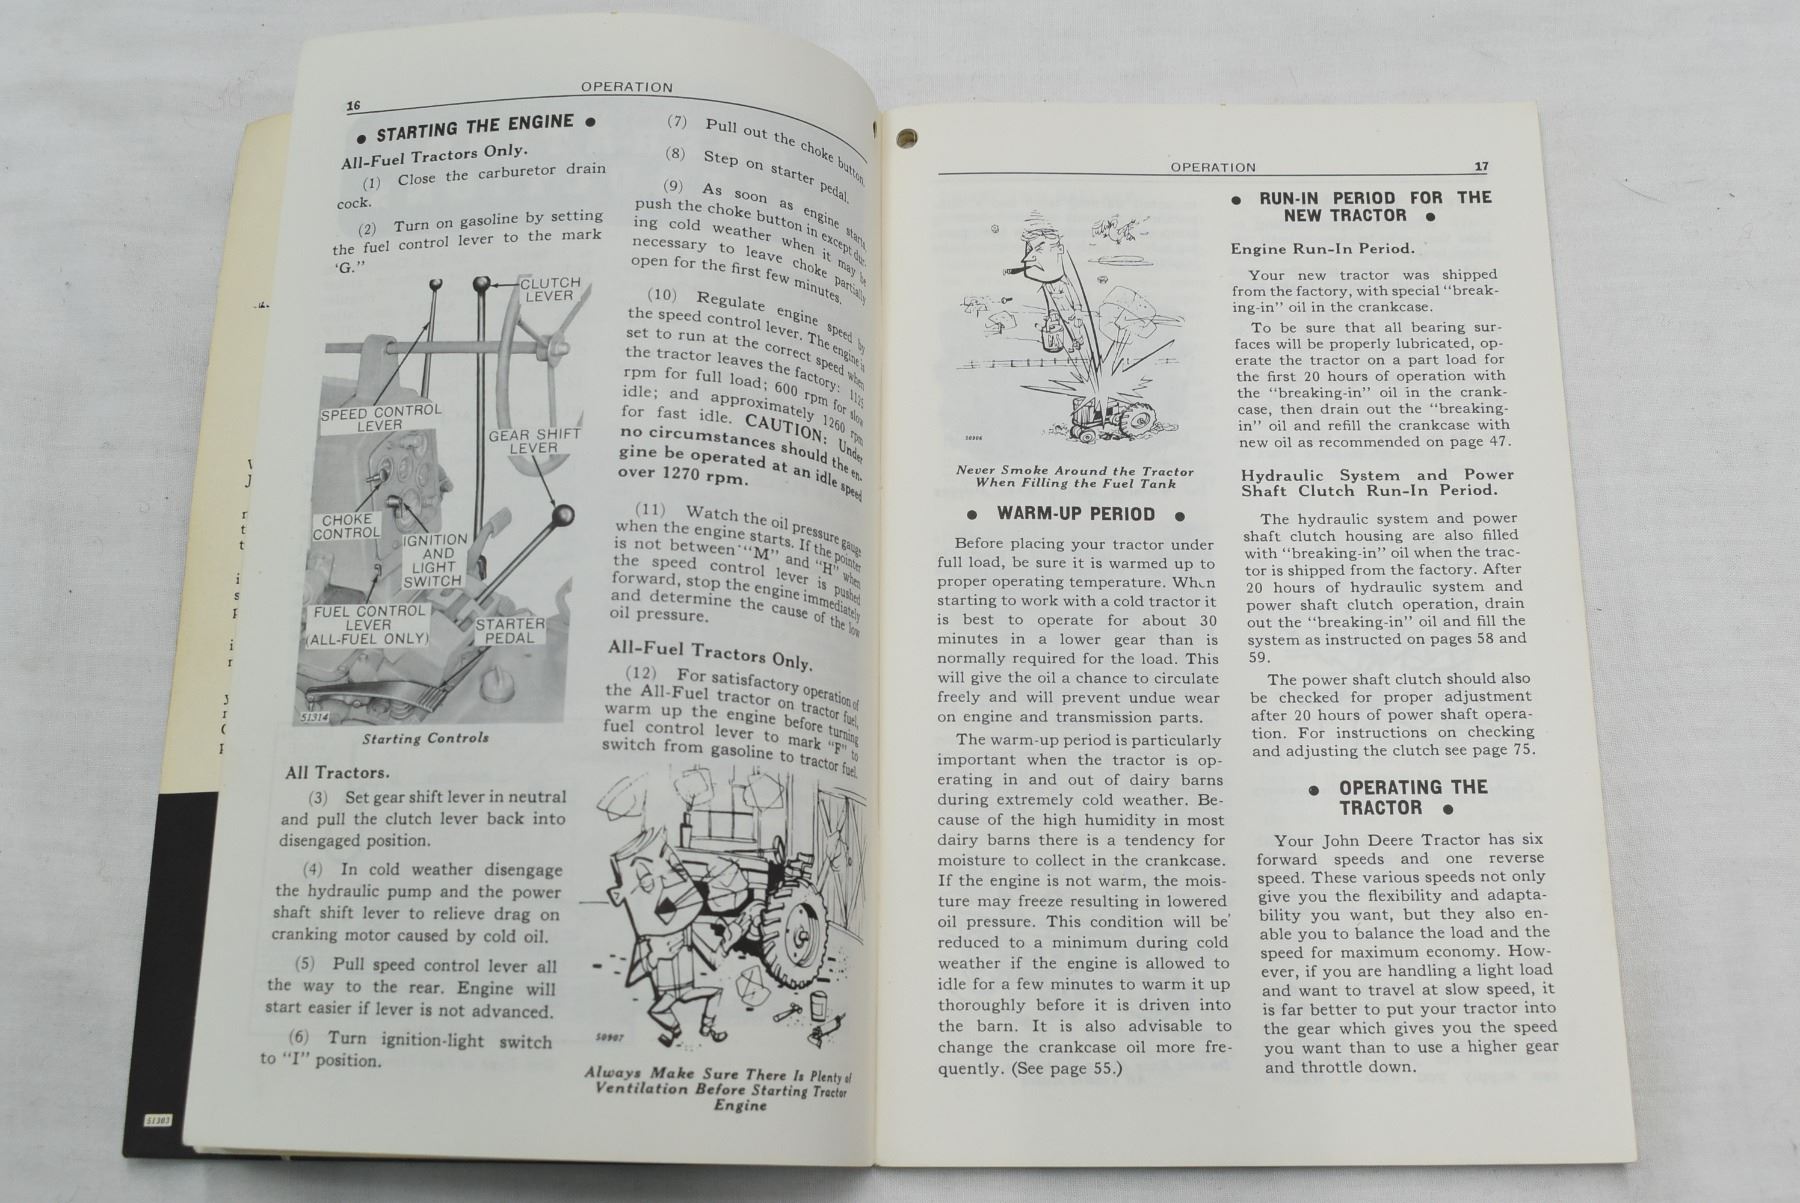 16
OPERATION
● STARTING THE ENGINE ●
All-Fuel Tractors Only.
(1) Close the carburetor drain
cock.
(2) Turn on gasoline by setting
the fuel control lever to the mark
'G."
CLUTCH
LEVER
SPEED CONTROL
LEVER
GEAR SHIFT
LEVER
CHOKE
CONTROL
IGNITION
AND
LIGHT
SWITCH
FUEL CONTROL
LEVER
(ALL-FUEL ONLY)
STARTER
PEDAL
51314
Starting Controls
All Tractors.
(3) Set gear shift lever in neutral
and pull the clutch lever back into
disengaged position.
(4) In cold weather disengage
the hydraulic pump and the power
shaft shift lever to relieve drag on
cranking motor caused by cold oil.
(5) Pull speed control lever all
the way to the rear. Engine will
start easier if lever is not advanced.
(6) Turn ignition-light switch
to "I" position.
(7) Pull out the choke button.
(8) Step on starter pedal.
(9) As soon as engine starts,
push the choke button in except dur-
ing cold weather when it may be
necessary to leave choke partially
open for the first few minutes.
(10) Regulate engine speed by
the speed control lever. The engine is
set to run at the correct speed when
the tractor leaves the factory: 1125
rpm for full load; 600 rpm for slow
idle; and approximately 1260 rpm
for fast idle. CAUTION: Under
no circumstances should the en-
gine be operated at an idle speed
over 1270 rpm.
(11) Watch the oil pressure gauge
when the engine starts. If the pointer
is not between "M" and "H" when
the speed control lever is pushed
forward, stop the engine immediately
and determine the cause of the low
oil pressure.
All-Fuel Tractors Only.
(12) For satisfactory operation of
the All-Fuel tractor on tractor fuel,
warm up the engine before turning
fuel control lever to mark "F" to
switch from gasoline to tractor fuel.
50907
Always Make Sure There Is Plenty of
Ventilation Before Starting Tractor
Engine
51303
OPERATION
17
50906
Never Smoke Around the Tractor
When Filling the Fuel Tank
● WARM-UP PERIOD ●
Before placing your tractor under
full load, be sure it is warmed up to
proper operating temperature. When
starting to work with a cold tractor it
is best to operate for about 30
minutes in a lower gear than is
normally required for the load. This
will give the oil a chance to circulate
freely and will prevent undue wear
on engine and transmission parts.
The warm-up period is particularly
important when the tractor is op-
erating in and out of dairy barns
during extremely cold weather. Be-
cause of the high humidity in most
dairy barns there is a tendency for
moisture to collect in the crankcase.
If the engine is not warm, the mois-
ture may freeze resulting in lowered
oil pressure. This condition will be
reduced to a minimum during cold
weather if the engine is allowed to
idle for a few minutes to warm it up
thoroughly before it is driven into
the barn. It is also advisable to
change the crankcase oil more fre-
quently. (See page 55.)
● RUN-IN PERIOD FOR THE
NEW TRACTOR ●
Engine Run-In Period.
Your new tractor was shipped
from the factory, with special "break-
ing-in" oil in the crankcase.
To be sure that all bearing sur-
faces will be properly lubricated, op-
erate the tractor on a part load for
the first 20 hours of operation with
the "breaking-in" oil in the crank-
case, then drain out the "breaking-
in" oil and refill the crankcase with
new oil as recommended on page 47.
Hydraulic System and Power
Shaft Clutch Run-In Period.
The hydraulic system and power
shaft clutch housing are also filled
with "breaking-in" oil when the trac-
tor is shipped from the factory. After
20 hours of hydraulic system and
power shaft clutch operation, drain
out the "breaking-in" oil and fill the
system as instructed on pages 58 and
59.
The power shaft clutch should also
be checked for proper adjustment
after 20 hours of power shaft opera-
tion. For instructions on checking
and adjusting the clutch see page 75.
● OPERATING THE
TRACTOR ●
Your John Deere Tractor has six
forward speeds and one reverse
speed. These various speeds not only
give you the flexibility and adapta-
bility you want, but they also en-
able you to balance the load and the
speed for maximum economy. How-
ever, if you are handling a light load
and want to travel at slow speed, it
is far better to put your tractor into
the gear which gives you the speed
you want than to use a higher gear
and throttle down.